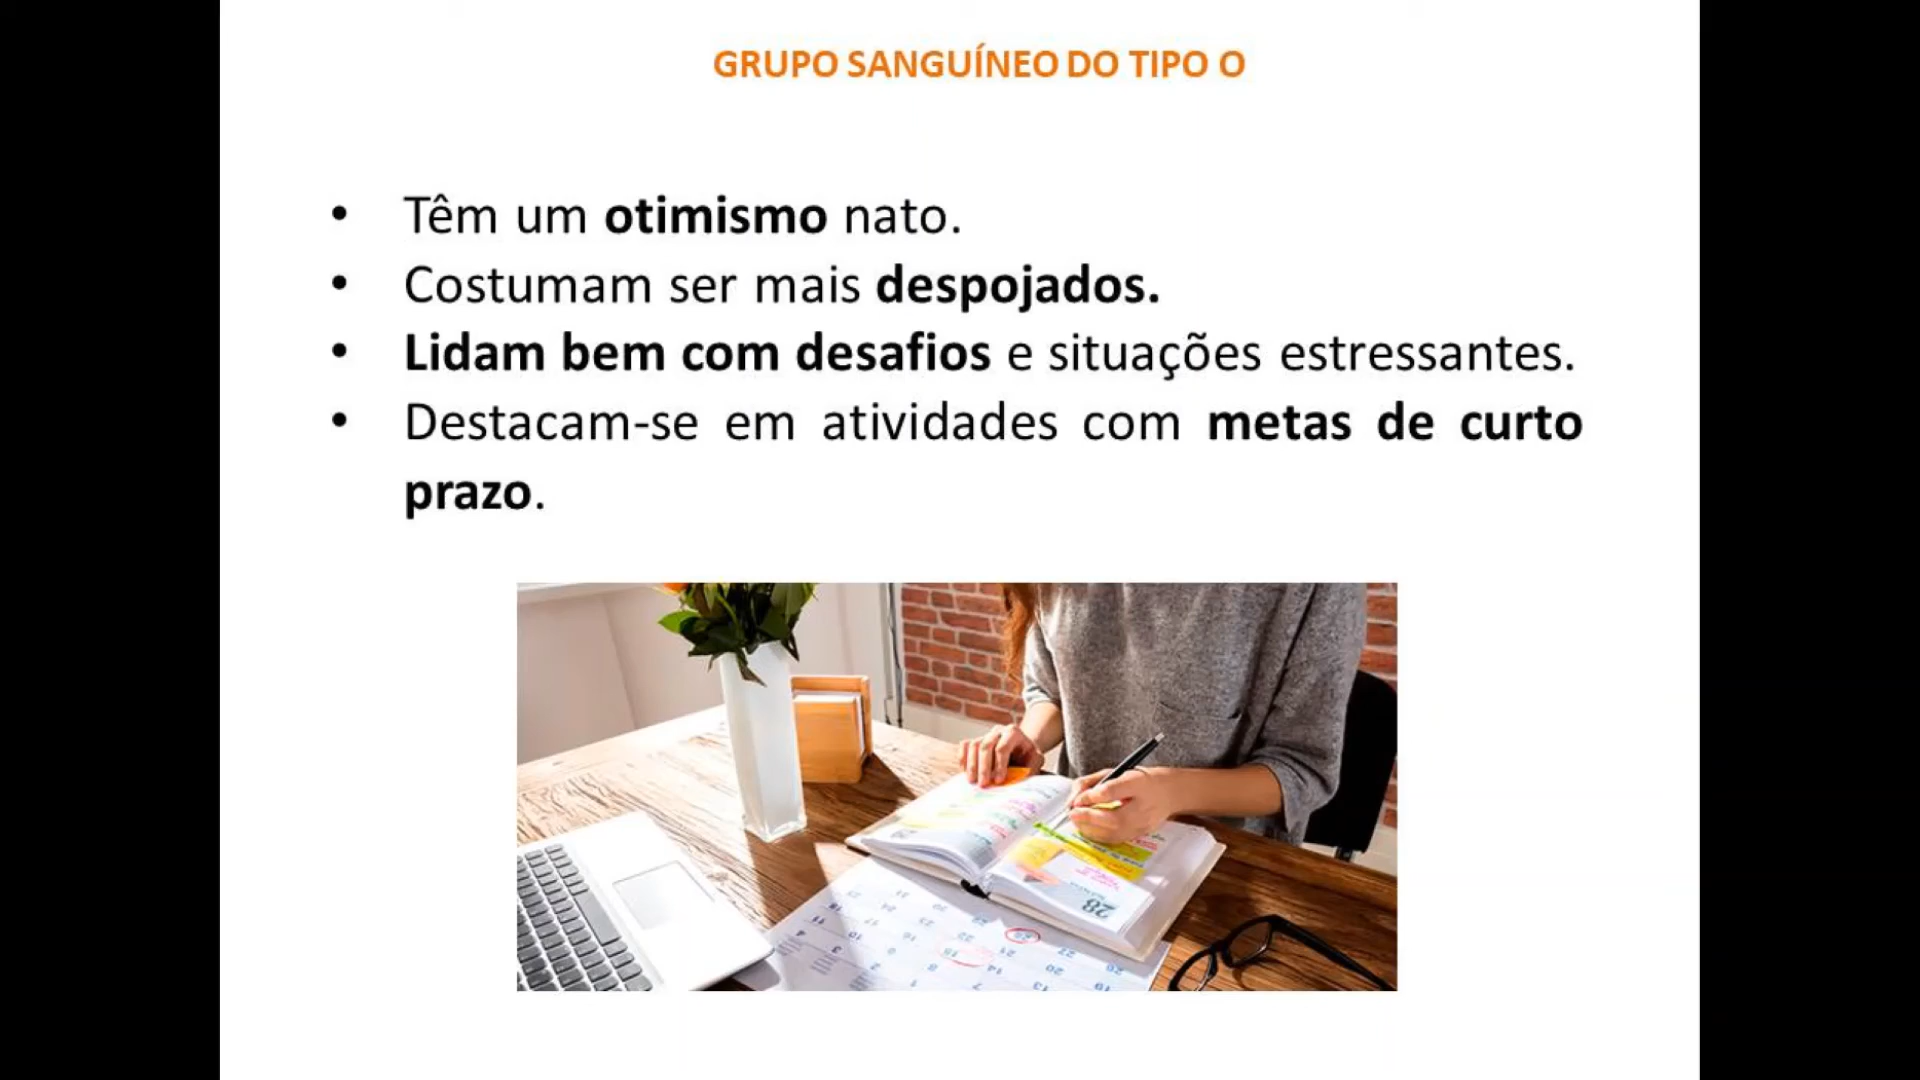 GRUPO SANGUÍNEO DO TIPO O
• Têm um otimismo nato.
• Costumam ser mais despojados.
• Lidam bem com desafios e situações estressantes.
• Destacam-se em atividades com metas de curto
prazo.
28